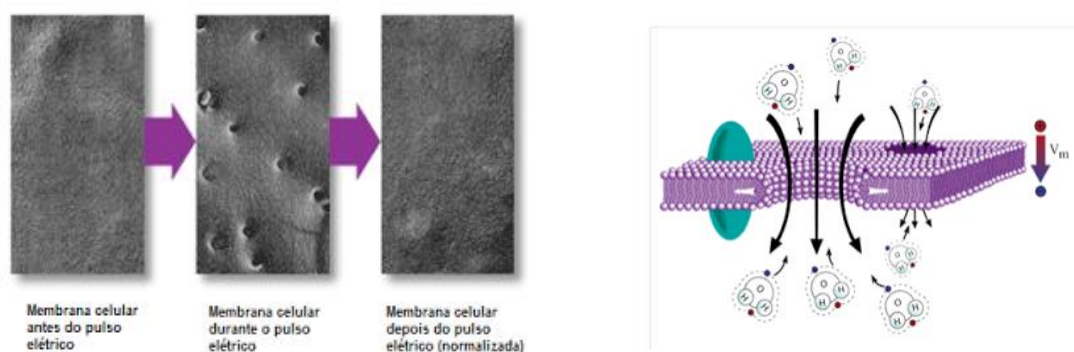 Membrana celular
antes do pulso
elétrico
Membrana celular
durante o pulso
elétrico
Membrana celular
depois do pulso
elétrico (normalizada)
O
H
H
O
H
H
O
H
H
Vm
O
H
H
O
H
H
O
H
H
O
H
H